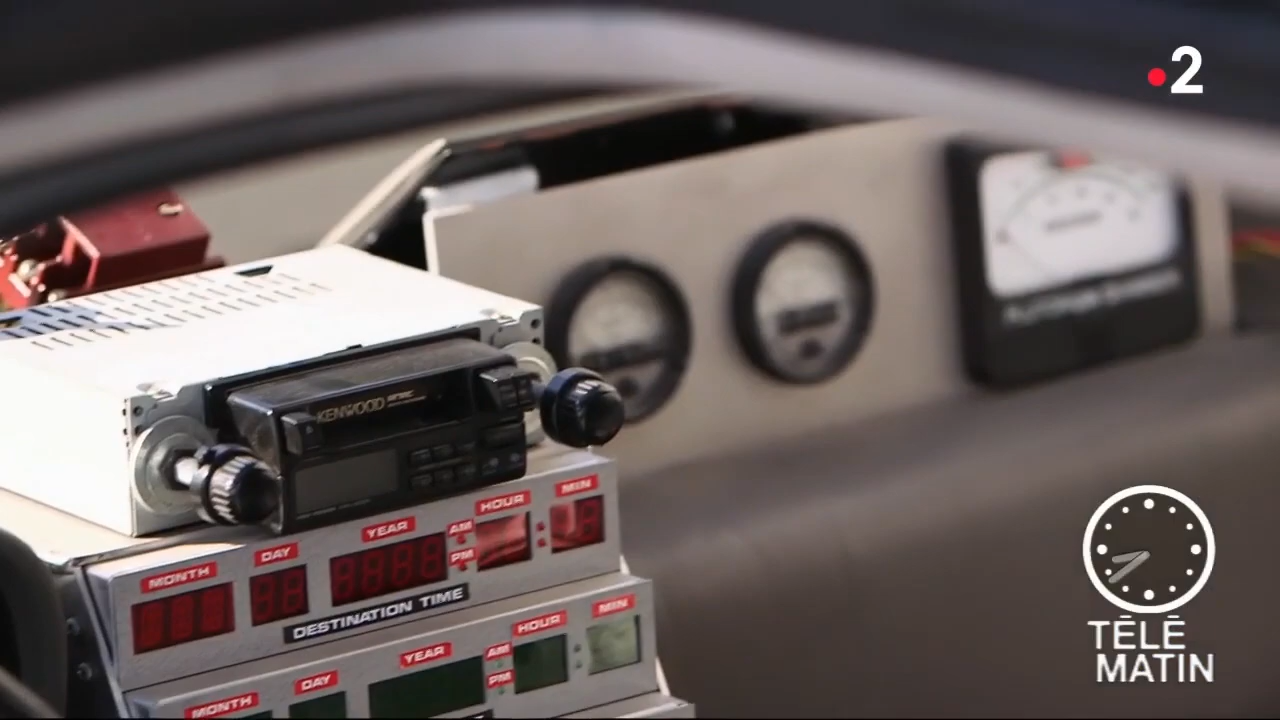 2
KENWOOD
MONTH DAY YEAR AM PM HOUR MIN
DESTINATION TIME
MONTH DAY YEAR AM PM HOUR MIN
TÉLÉ
MATIN